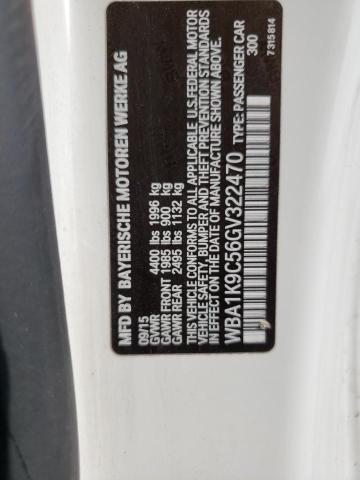 MFD BY BAYERISCHE MOTOREN WERKE AG
09/15
GVWR 4400 lbs 1996 kg
GAWR FRONT 1985 lbs 900 kg
GAWR REAR 2495 lbs 1132 kg
THIS VEHICLE CONFORMS TO ALL APPLICABLE U.S. FEDERAL MOTOR
VEHICLE SAFETY, BUMPER AND THEFT PREVENTION STANDARDS
IN EFFECT ON THE DATE OF MANUFACTURE SHOWN ABOVE.
WBA1K9C56GV322470 TYPE: PASSENGER CAR
300
7315814